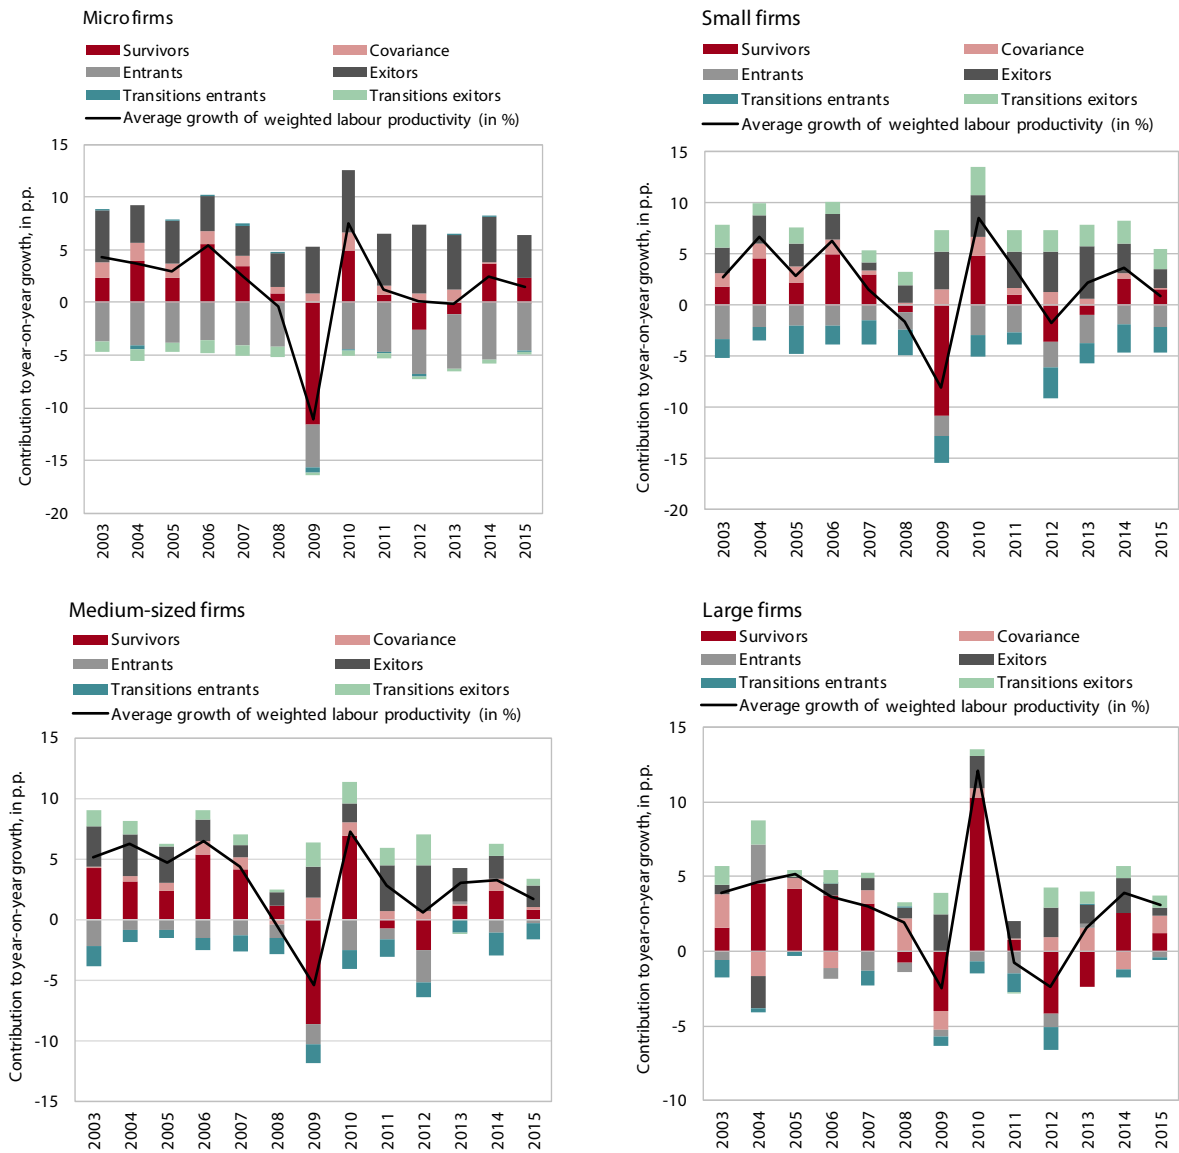 Micro firms
Survivors Covariance
Entrants Exitors
Transitions entrants Transitions exitors
Average growth of weighted labour productivity (in %)
Contribution to year-on-year growth, in p.p.
15
10
5
0
-5
-10
-15
-20
2003 2004 2005 2006 2007 2008 2009 2010 2011 2012 2013 2014 2015
Small firms
Survivors Covariance
Entrants Exitors
Transitions entrants Transitions exitors
Average growth of weighted labour productivity (in %)
Contribution to year-on-year growth, in p.p.
15
10
5
0
-5
-10
-15
-20
2003 2004 2005 2006 2007 2008 2009 2010 2011 2012 2013 2014 2015
Medium-sized firms
Survivors Covariance
Entrants Exitors
Transitions entrants Transitions exitors
Average growth of weighted labour productivity (in %)
Contribution to year-on-year growth, in p.p.
15
10
5
0
-5
-10
-15
2003 2004 2005 2006 2007 2008 2009 2010 2011 2012 2013 2014 2015
Large firms
Survivors Covariance
Entrants Exitors
Transitions entrants Transitions exitors
Average growth of weighted labour productivity (in %)
Contribution to year-on-year growth, in p.p.
15
10
5
0
-5
-10
2003 2004 2005 2006 2007 2008 2009 2010 2011 2012 2013 2014 2015